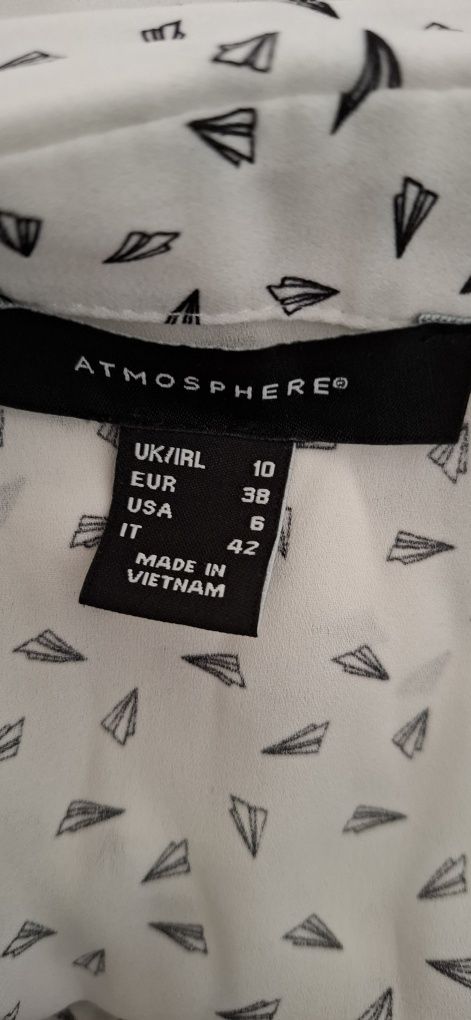 ATMOSPHERE®
UK/IRL 10
EUR 38
USA 6
IT 42
MADE IN
VIETNAM